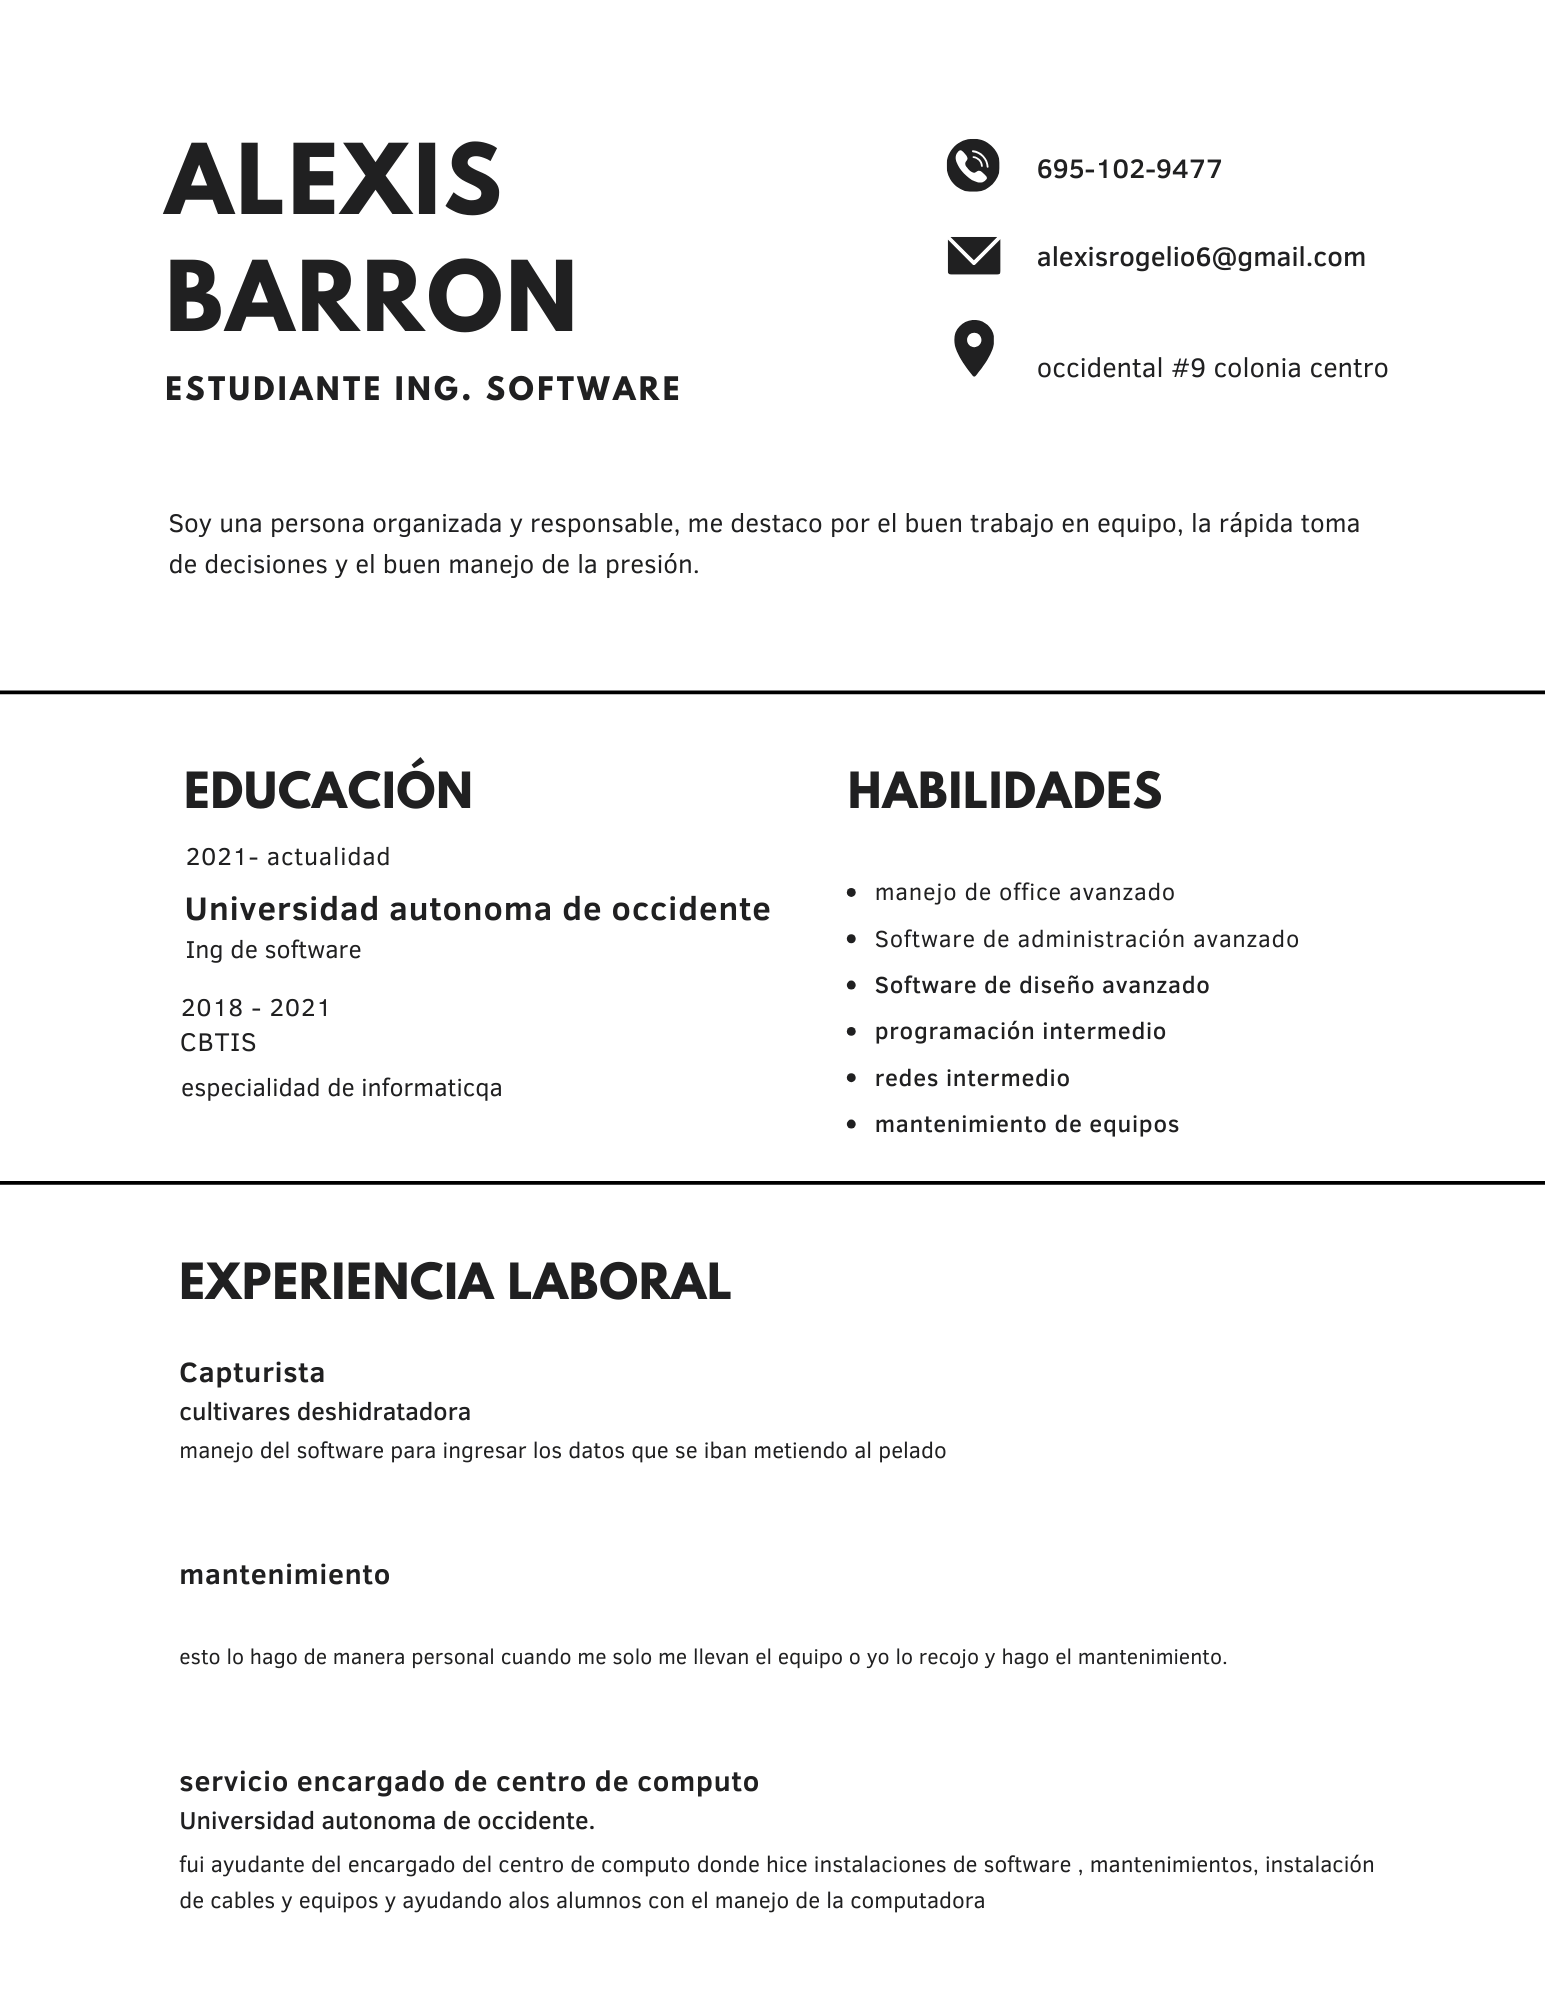 ALEXIS
BARRON
ESTUDIANTE ING. SOFTWARE
695-102-9477
alexisrogelio6@gmail.com
occidental #9 colonia centro
Soy una persona organizada y responsable, me destaco por el buen trabajo en equipo, la rápida toma
de decisiones y el buen manejo de la presión.
EDUCACIÓN
2021- actualidad
Universidad autonoma de occidente
Ing de software
2018 - 2021
CBTIS
especialidad de informaticqa
HABILIDADES
• manejo de office avanzado
• Software de administración avanzado
• Software de diseño avanzado
• programación intermedio
• redes intermedio
• mantenimiento de equipos
EXPERIENCIA LABORAL
Capturista
cultivares deshidratadora
manejo del software para ingresar los datos que se iban metiendo al pelado
mantenimiento
esto lo hago de manera personal cuando me solo me llevan el equipo o yo lo recojo y hago el mantenimiento.
servicio encargado de centro de computo
Universidad autonoma de occidente.
fui ayudante del encargado del centro de computo donde hice instalaciones de software , mantenimientos, instalación
de cables y equipos y ayudando alos alumnos con el manejo de la computadora